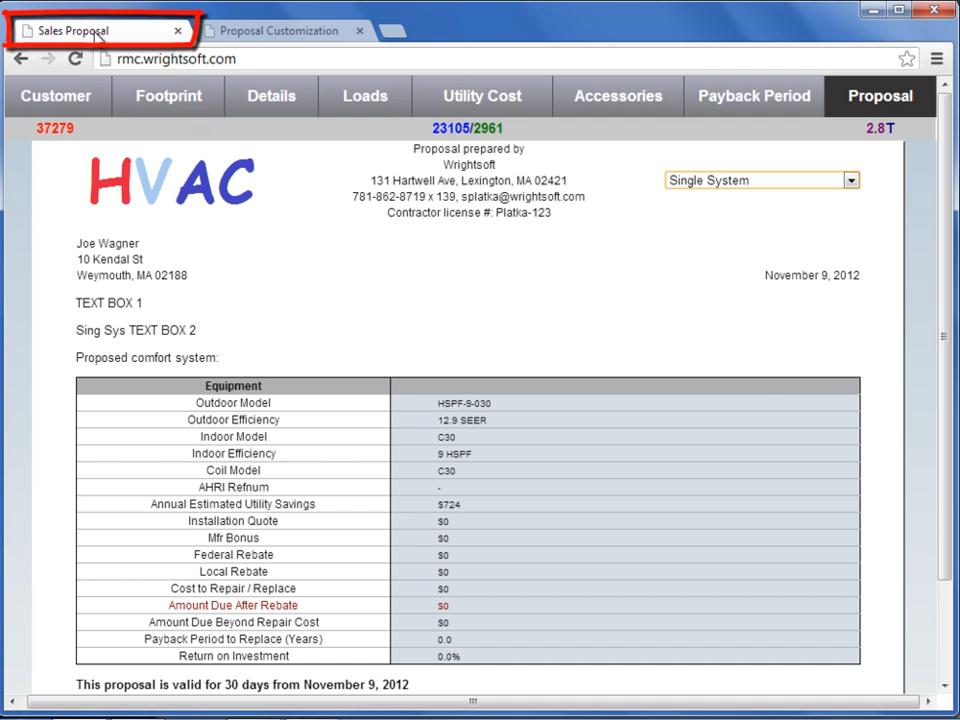 Sales Proposal
Proposal Customization
rmc.wrightsoft.com
Customer Footprint Details Loads Utility Cost Accessories Payback Period Proposal
37279 23105/2961 2.8T
HVAC
Proposal prepared by
Wrightsoft
131 Hartwell Ave, Lexington, MA 02421
781-862-8719 x 139, splatka@wrightsoft.com
Contractor license #: Platka-123
Single System
Joe Wagner
10 Kendal St
Weymouth, MA 02188
November 9, 2012
TEXT BOX 1
Sing Sys TEXT BOX 2
Proposed comfort system:
Equipment
Outdoor Model HSPF-9-030
Outdoor Efficiency 12.9 SEER
Indoor Model C30
Indoor Efficiency 9 HSPF
Coil Model C30
AHRI Refnum -
Annual Estimated Utility Savings $724
Installation Quote $0
Mfr Bonus $0
Federal Rebate $0
Local Rebate $0
Cost to Repair / Replace $0
Amount Due After Rebate $0
Amount Due Beyond Repair Cost $0
Payback Period to Replace (Years) 0.0
Return on Investment 0.0%
This proposal is valid for 30 days from November 9, 2012